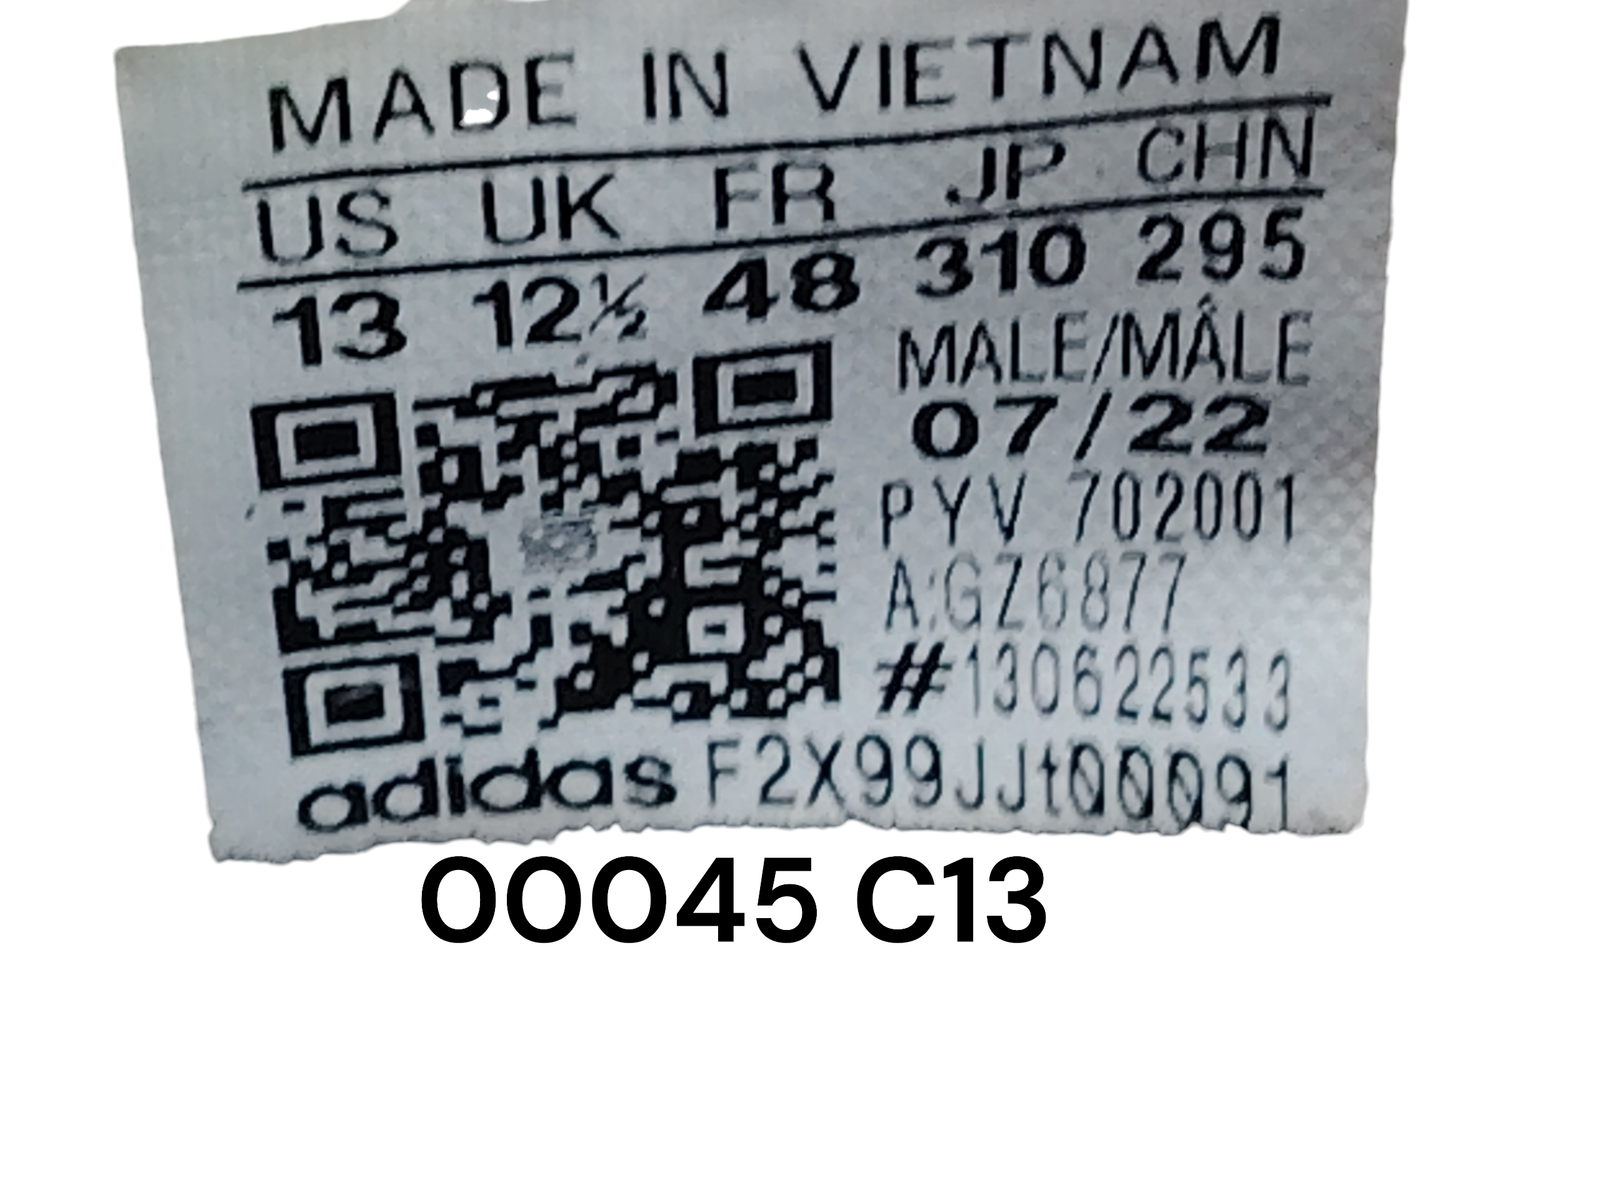 MADE IN VIETNAM
US UK FR JP CHN
13 12½ 48 310 295
MALE/MÂLE
07/22
PYV 702001
A:GZ6877
#130622533
adidas F2X99JJt00091
00045 C13